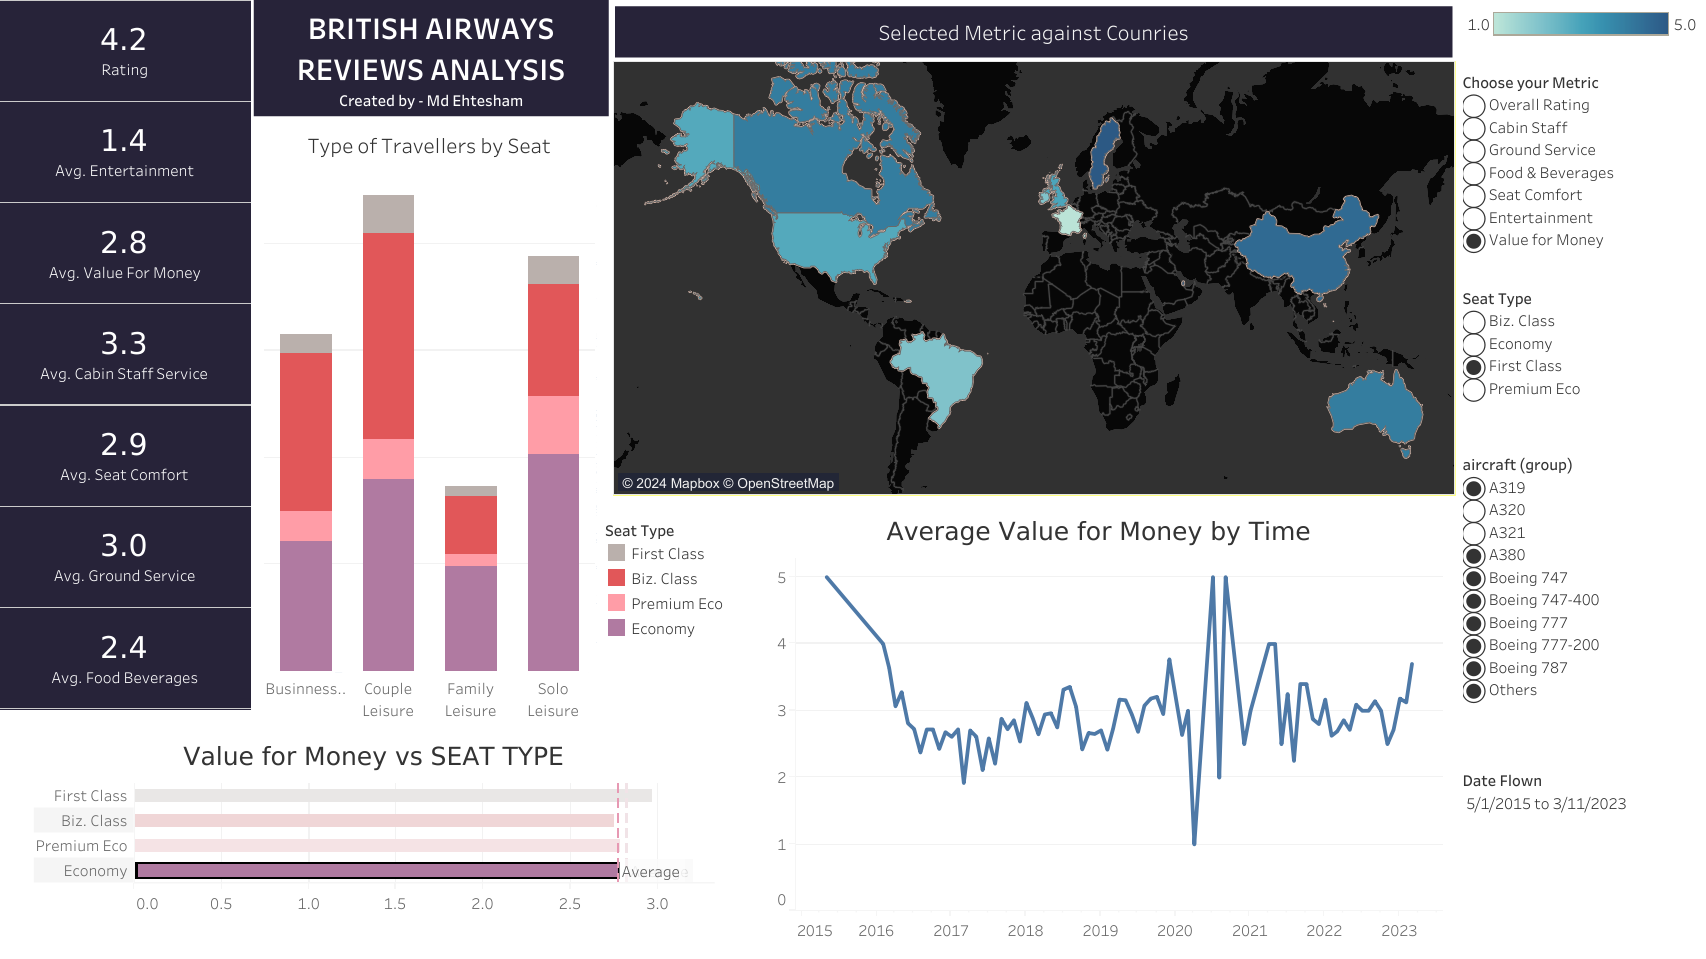 4.2
Rating
1.4
Avg. Entertainment
2.8
Avg. Value For Money
3.3
Avg. Cabin Staff Service
2.9
Avg. Seat Comfort
3.0
Avg. Ground Service
2.4
Avg. Food Beverages
BRITISH AIRWAYS
REVIEWS ANALYSIS
Created by - Md Ehtesham
Type of Travellers by Seat
Businness..
Couple
Leisure
Family
Leisure
Solo
Leisure
Selected Metric against Counries
© 2024 Mapbox © OpenStreetMap
1.0
5.0
Choose your Metric
Overall Rating
Cabin Staff
Ground Service
Food & Beverages
Seat Comfort
Entertainment
Value for Money
Seat Type
Biz. Class
Economy
First Class
Premium Eco
aircraft (group)
A319
A320
A321
A380
Boeing 747
Boeing 747-400
Boeing 777
Boeing 777-200
Boeing 787
Others
Date Flown
5/1/2015 to 3/11/2023
Seat Type
First Class
Biz. Class
Premium Eco
Economy
Average Value for Money by Time
5
4
3
2
1
0
2015 2016 2017 2018 2019 2020 2021 2022 2023
Value for Money vs SEAT TYPE
First Class
Biz. Class
Premium Eco
Economy
Average
0.0 0.5 1.0 1.5 2.0 2.5 3.0